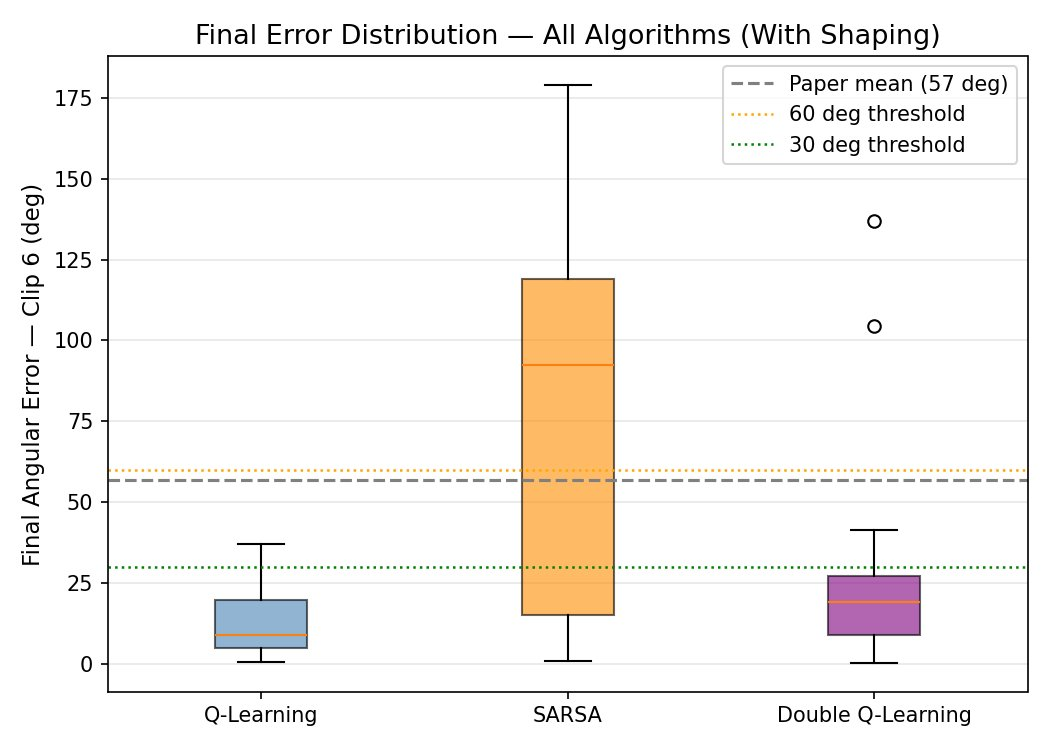 Final Error Distribution — All Algorithms (With Shaping)
Paper mean (57 deg)
60 deg threshold
30 deg threshold
Final Angular Error — Clip 6 (deg)
175
150
125
100
75
50
25
0
Q-Learning
SARSA
Double Q-Learning